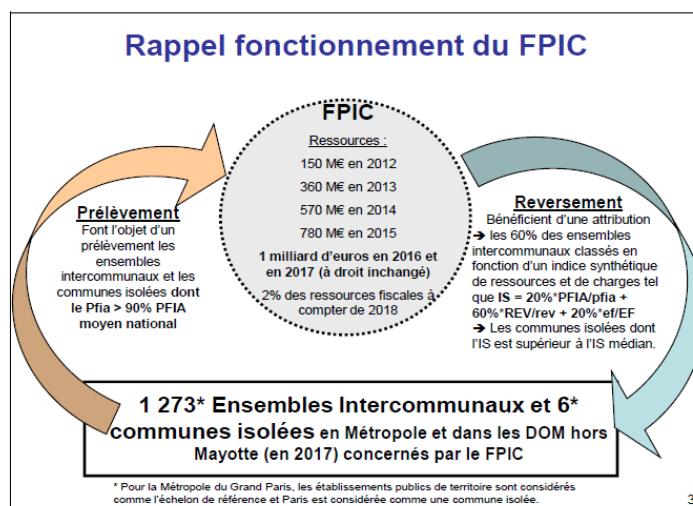 Rappel fonctionnement du FPIC
FPIC
Ressources :
150 M€ en 2012
360 M€ en 2013
570 M€ en 2014
780 M€ en 2015
1 milliard d'euros en 2016 et
en 2017 (à droit inchangé)
2% des ressources fiscales à
compter de 2018
Prélèvement
Font l'objet d'un
prélèvement les
ensembles
intercommunaux et les
communes isolées dont
le Pfia > 90% PFIA
moyen national
Reversement
Bénéficient d'une attribution
➔ les 60% des ensembles
intercommunaux classés en
fonction d'un indice synthétique
de ressources et de charges tel
que IS = 20%*PFIA/pfia +
60%*REV/rev + 20%*ef/EF
➔ Les communes isolées dont
l'IS est supérieur à l'IS médian.
1 273* Ensembles Intercommunaux et 6*
communes isolées en Métropole et dans les DOM hors
Mayotte (en 2017) concernés par le FPIC
* Pour la Métropole du Grand Paris, les établissements publics de territoire sont considérés
comme l'échelon de référence et Paris est considérée comme une commune isolée.
3